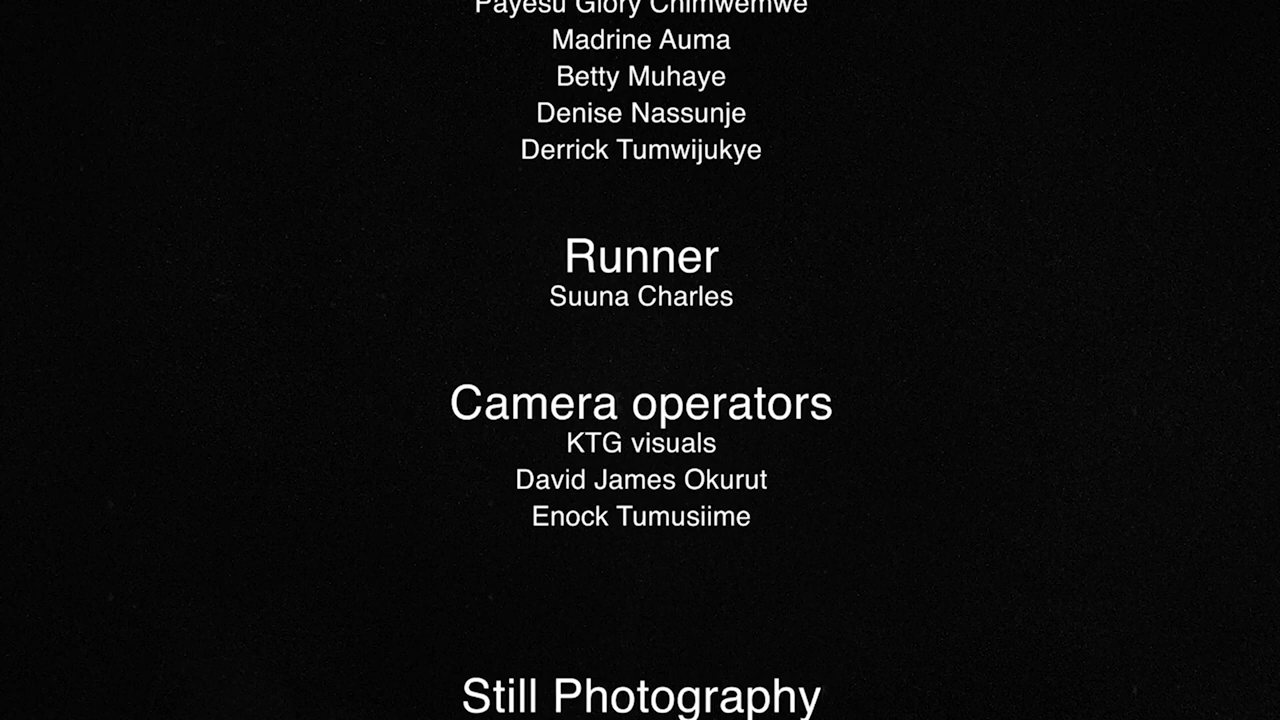 Payesu Glory Chimwemwe
Madrine Auma
Betty Muhaye
Denise Nassunje
Derrick Tumwijukye
Runner
Suuna Charles
Camera operators
KTG visuals
David James Okurut
Enock Tumusiime
Still Photography